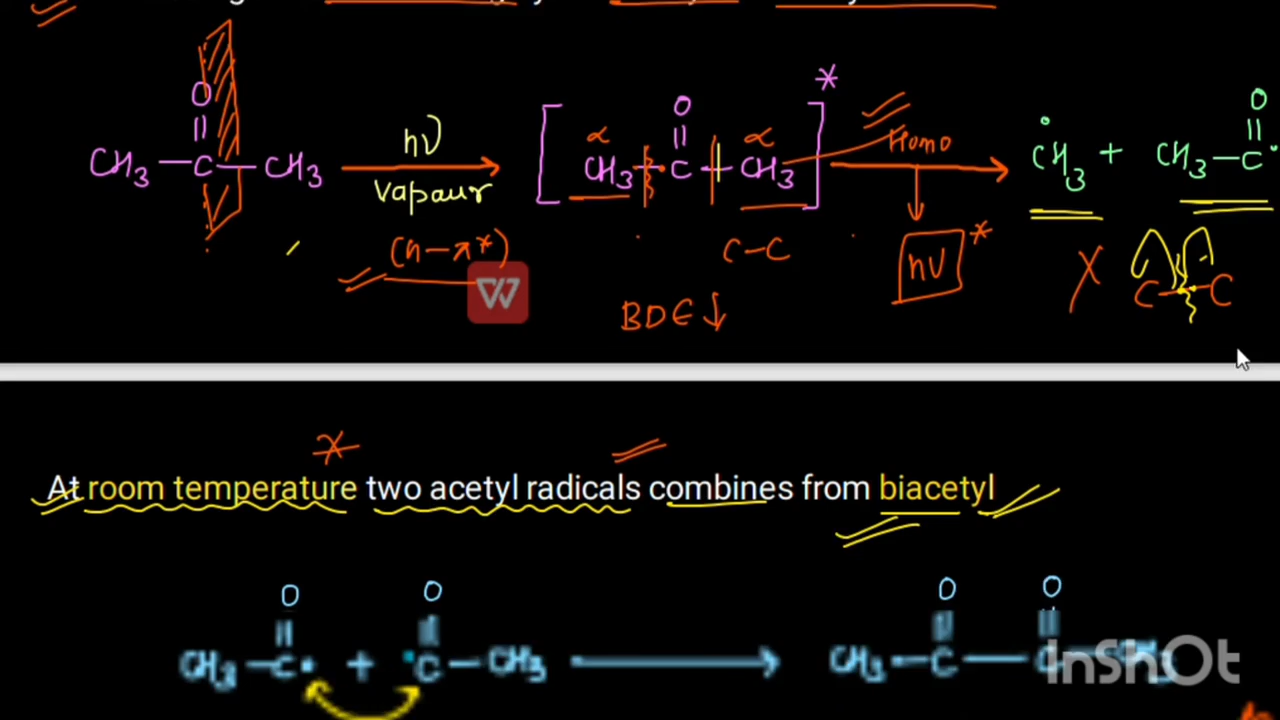 O O O
|| || ||
CH3 — C — CH3 hν [ α CH3 — C — CH3 α ]* Homo ĊH3 + CH3 — C•
Vapaur
(n – π*) C – C hν * X C – C
W
BDE ↓
At room temperature two acetyl radicals combines from biacetyl
O O O O
|| || || ||
CH3 — C• + •C — CH3 → CH3 — C — C
InShOt